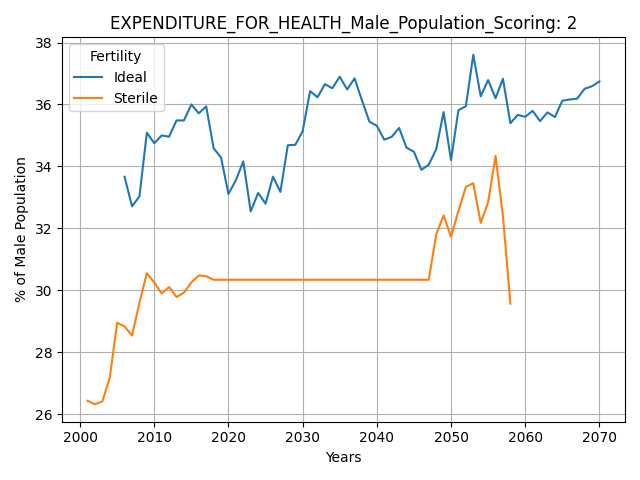 EXPENDITURE_FOR_HEALTH_Male_Population_Scoring: 2
Fertility
Ideal
Sterile
% of Male Population
38
36
34
32
30
28
26
2000 2010 2020 2030 2040 2050 2060 2070
Years